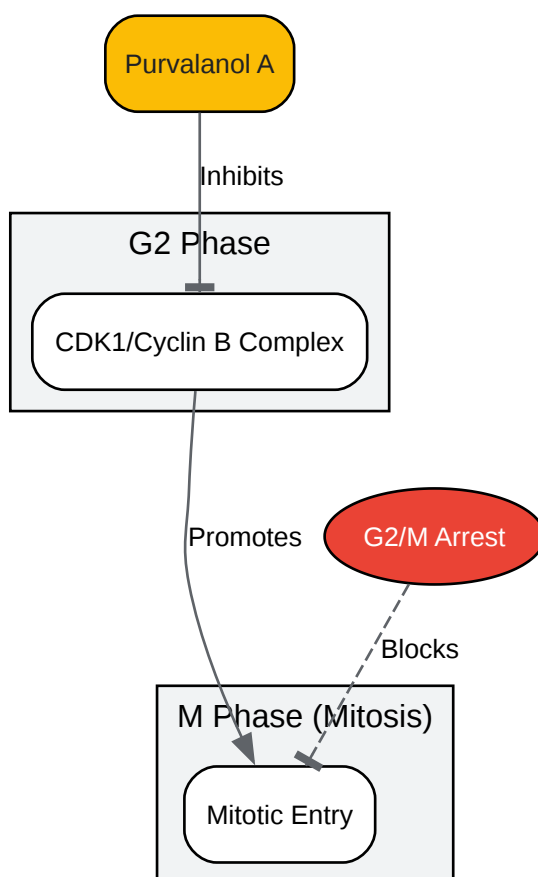 Purvalanol A
Inhibits
G2 Phase
CDK1/Cyclin B Complex
Promotes
G2/M Arrest
Blocks
M Phase (Mitosis)
Mitotic Entry